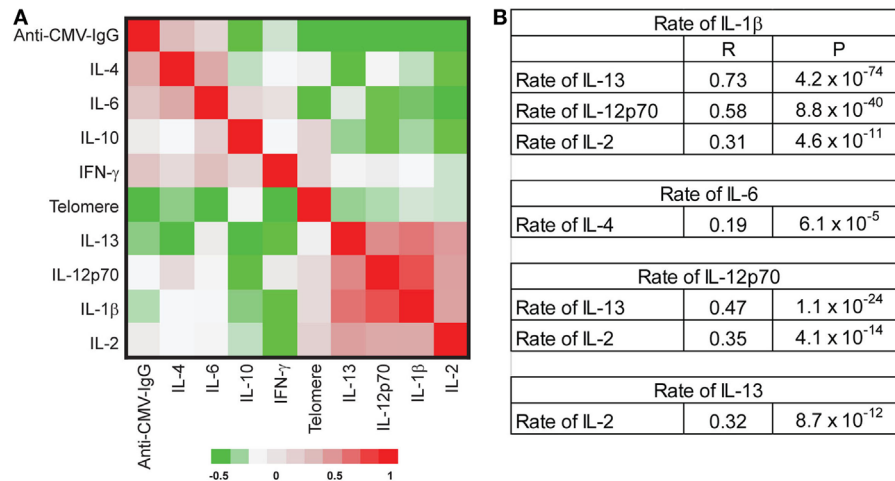 A
Anti-CMV-IgG
IL-4
IL-6
IL-10
IFN-γ
Telomere
IL-13
IL-12p70
IL-1β
IL-2
Anti-CMV-IgG
IL-4
IL-6
IL-10
IFN-γ
Telomere
IL-13
IL-12p70
IL-1β
IL-2
-0.5 0 0.5 1
B
Rate of IL-1β
R P
Rate of IL-13 0.73 4.2 x 10⁻⁷⁴
Rate of IL-12p70 0.58 8.8 x 10⁻⁴⁰
Rate of IL-2 0.31 4.6 x 10⁻¹¹
Rate of IL-6
Rate of IL-4 0.19 6.1 x 10⁻⁵
Rate of IL-12p70
Rate of IL-13 0.47 1.1 x 10⁻²⁴
Rate of IL-2 0.35 4.1 x 10⁻¹⁴
Rate of IL-13
Rate of IL-2 0.32 8.7 x 10⁻¹²